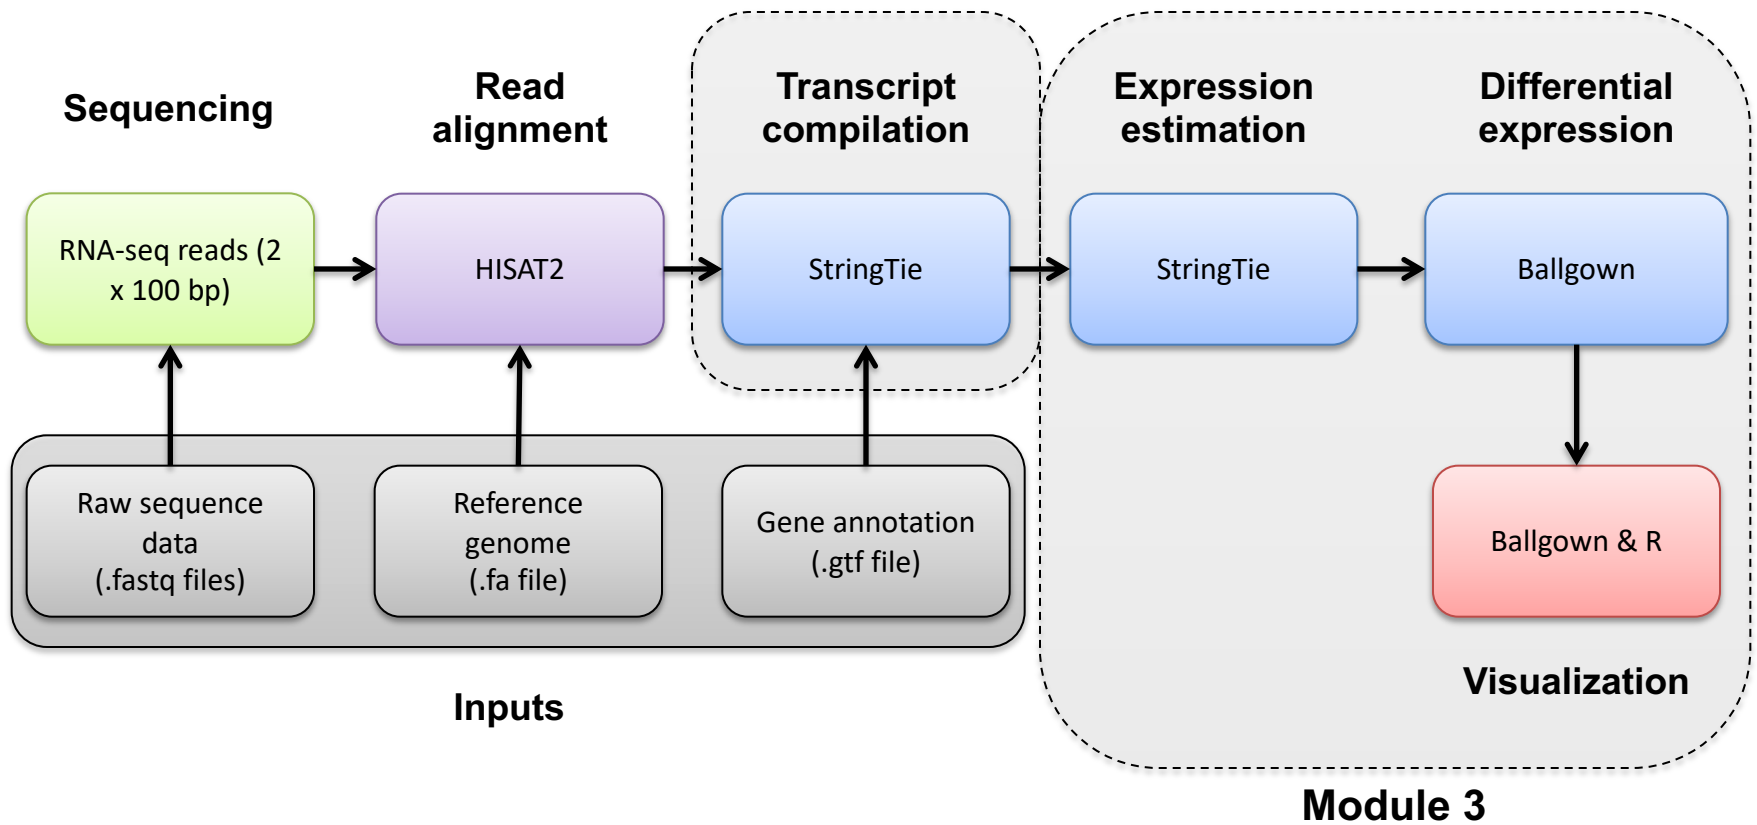 Sequencing
Read
alignment
Transcript
compilation
Expression
estimation
Differential
expression
RNA-seq reads (2
x 100 bp)
HISAT2
StringTie
StringTie
Ballgown
Raw sequence
data
(.fastq files)
Reference
genome
(.fa file)
Gene annotation
(.gtf file)
Ballgown & R
Inputs
Visualization
Module 3